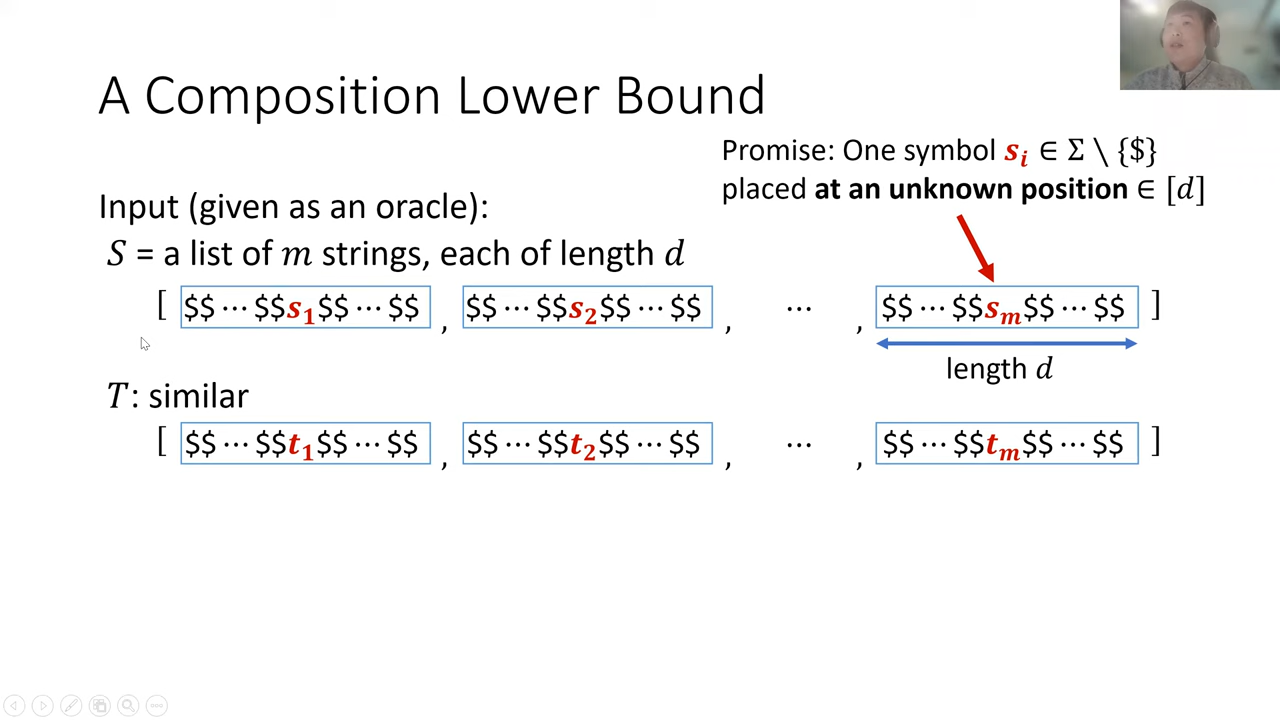 A Composition Lower Bound
Promise: One symbol sᵢ ∈ Σ \ {$}
placed at an unknown position ∈ [d]
Input (given as an oracle):
S = a list of m strings, each of length d
[ $$ ⋯ $$s₁$$ ⋯ $$ , $$ ⋯ $$s₂$$ ⋯ $$ , ⋯ , $$ ⋯ $$sₘ$$ ⋯ $$ ]
length d
T: similar
[ $$ ⋯ $$t₁$$ ⋯ $$ , $$ ⋯ $$t₂$$ ⋯ $$ , ⋯ , $$ ⋯ $$tₘ$$ ⋯ $$ ]